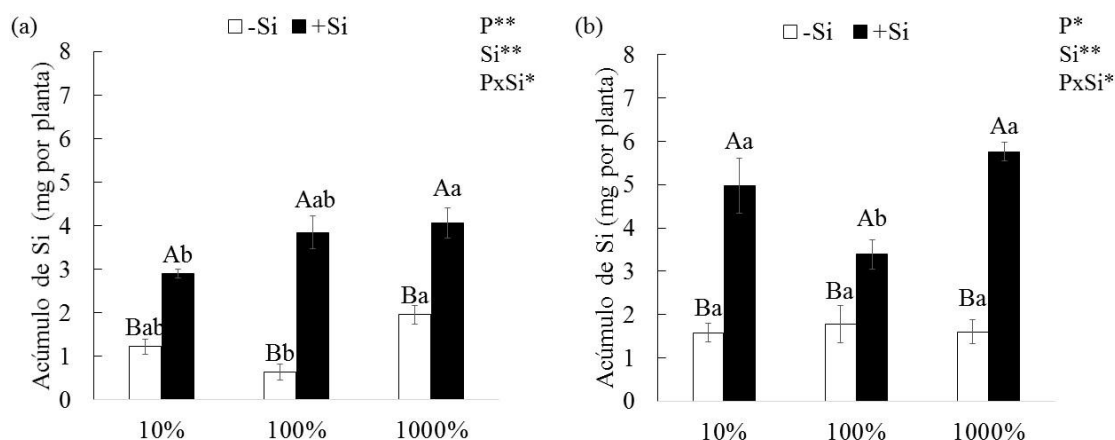 (a)
-Si +Si
P**
Si**
PxSi*
Acúmulo de Si (mg por planta)
8
7
6
5
4
3
2
1
0
Bab
Ab
Bb
Aab
Ba
Aa
10% 100% 1000%
(b)
-Si +Si
P*
Si**
PxSi*
Acúmulo de Si (mg por planta)
8
7
6
5
4
3
2
1
0
Ba
Aa
Ba
Ab
Ba
Aa
10% 100% 1000%